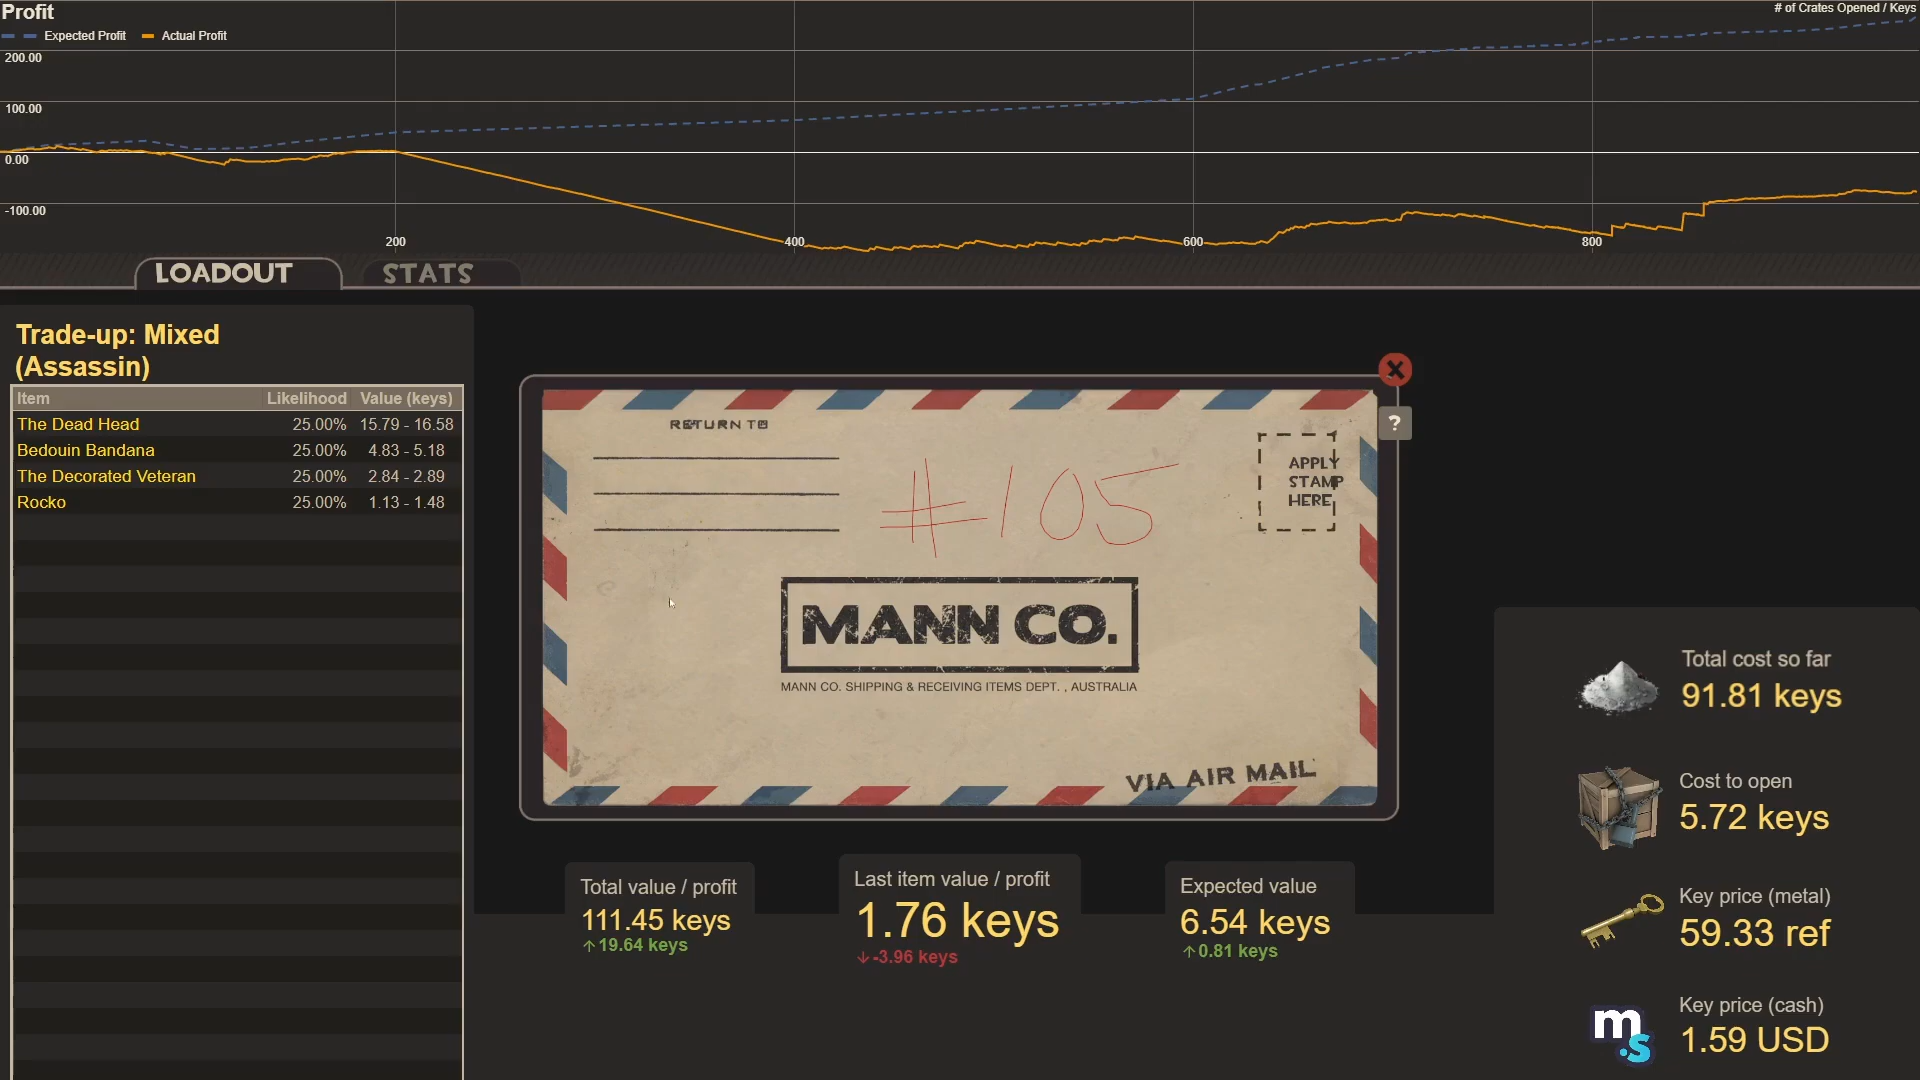 Profit
# of Crates Opened / Keys
Expected Profit Actual Profit
200.00
100.00
0.00
-100.00
200 400 600 800
LOADOUT STATS
Trade-up: Mixed
(Assassin)
Item Likelihood Value (keys)
The Dead Head 25.00% 15.79 - 16.58
Bedouin Bandana 25.00% 4.83 - 5.18
The Decorated Veteran 25.00% 2.84 - 2.89
Rocko 25.00% 1.13 - 1.48
X
?
RETURN TO
#105
APPLY
STAMP
HERE
MANN CO.
MANN CO. SHIPPING & RECEIVING ITEMS DEPT. , AUSTRALIA
VIA AIR MAIL
Total value / profit
111.45 keys
↑19.64 keys
Last item value / profit
1.76 keys
↓-3.96 keys
Expected value
6.54 keys
↑0.81 keys
Total cost so far
91.81 keys
Cost to open
5.72 keys
Key price (metal)
59.33 ref
Key price (cash)
1.59 USD
m.s